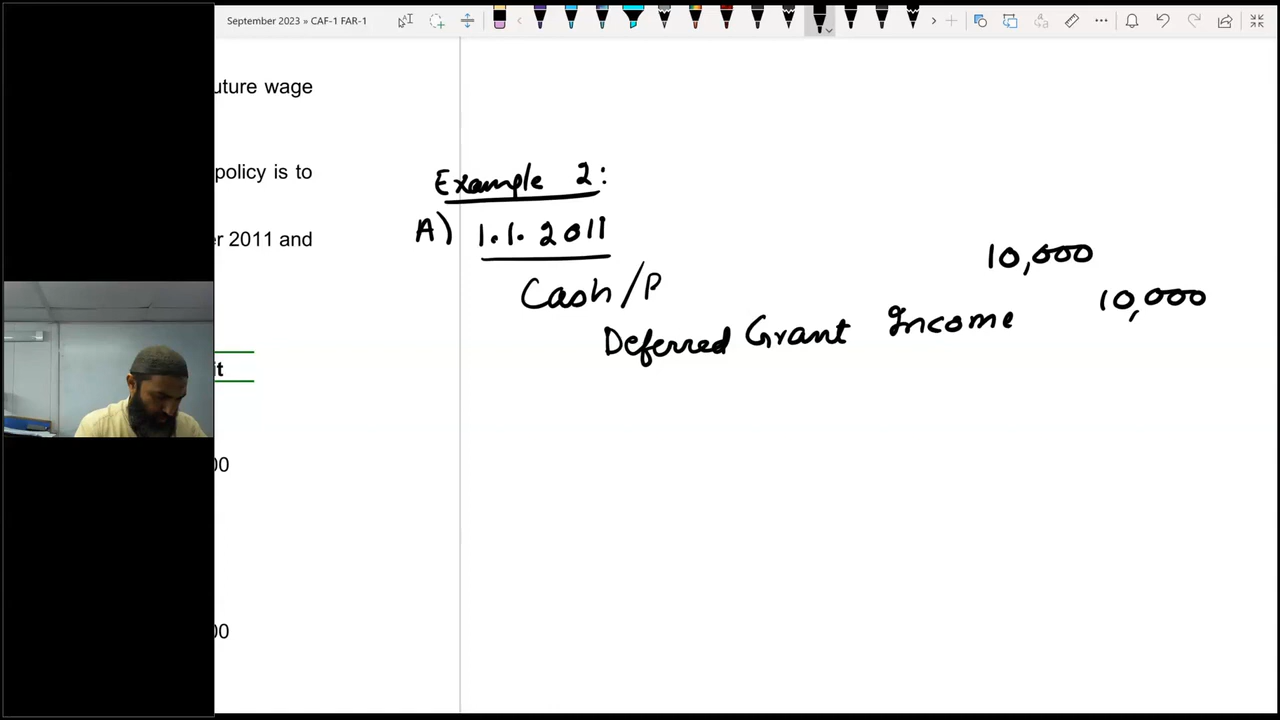 September 2023 » CAF-1 FAR-1
uture wage
policy is to
r 2011 and
it
00
00
Example 2:
A) 1.1.2011
Cash/P 10,000
Deferred Grant Income 10,000